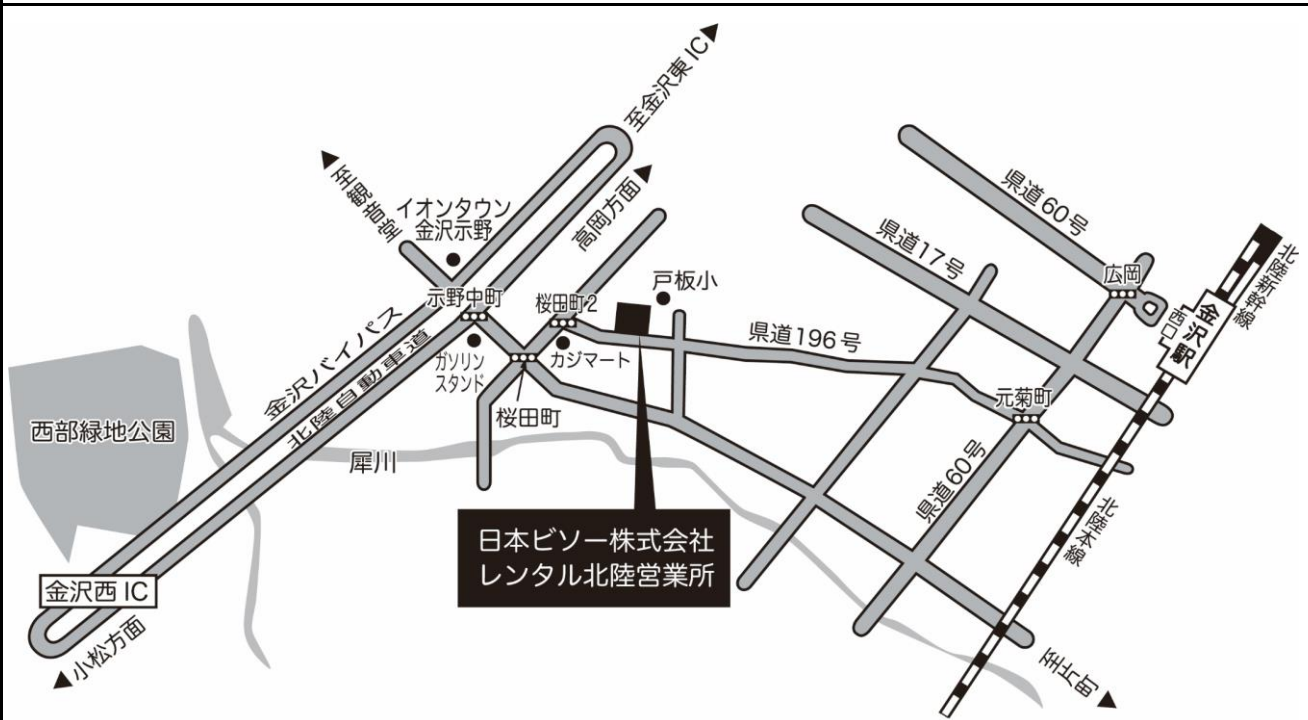 至金沢東IC
至観音堂
イオンタウン
金沢示野
高岡方面
県道60号
県道17号
広岡
北陸新幹線
西口
金沢駅
示野中町
桜田町2
戸板小
県道196号
金沢バイパス
北陸自動車道
ガソリン
スタンド
カジマート
桜田町
元菊町
西部緑地公園
犀川
県道60号
北陸本線
日本ビソー株式会社
レンタル北陸営業所
金沢西IC
小松方面
至片町